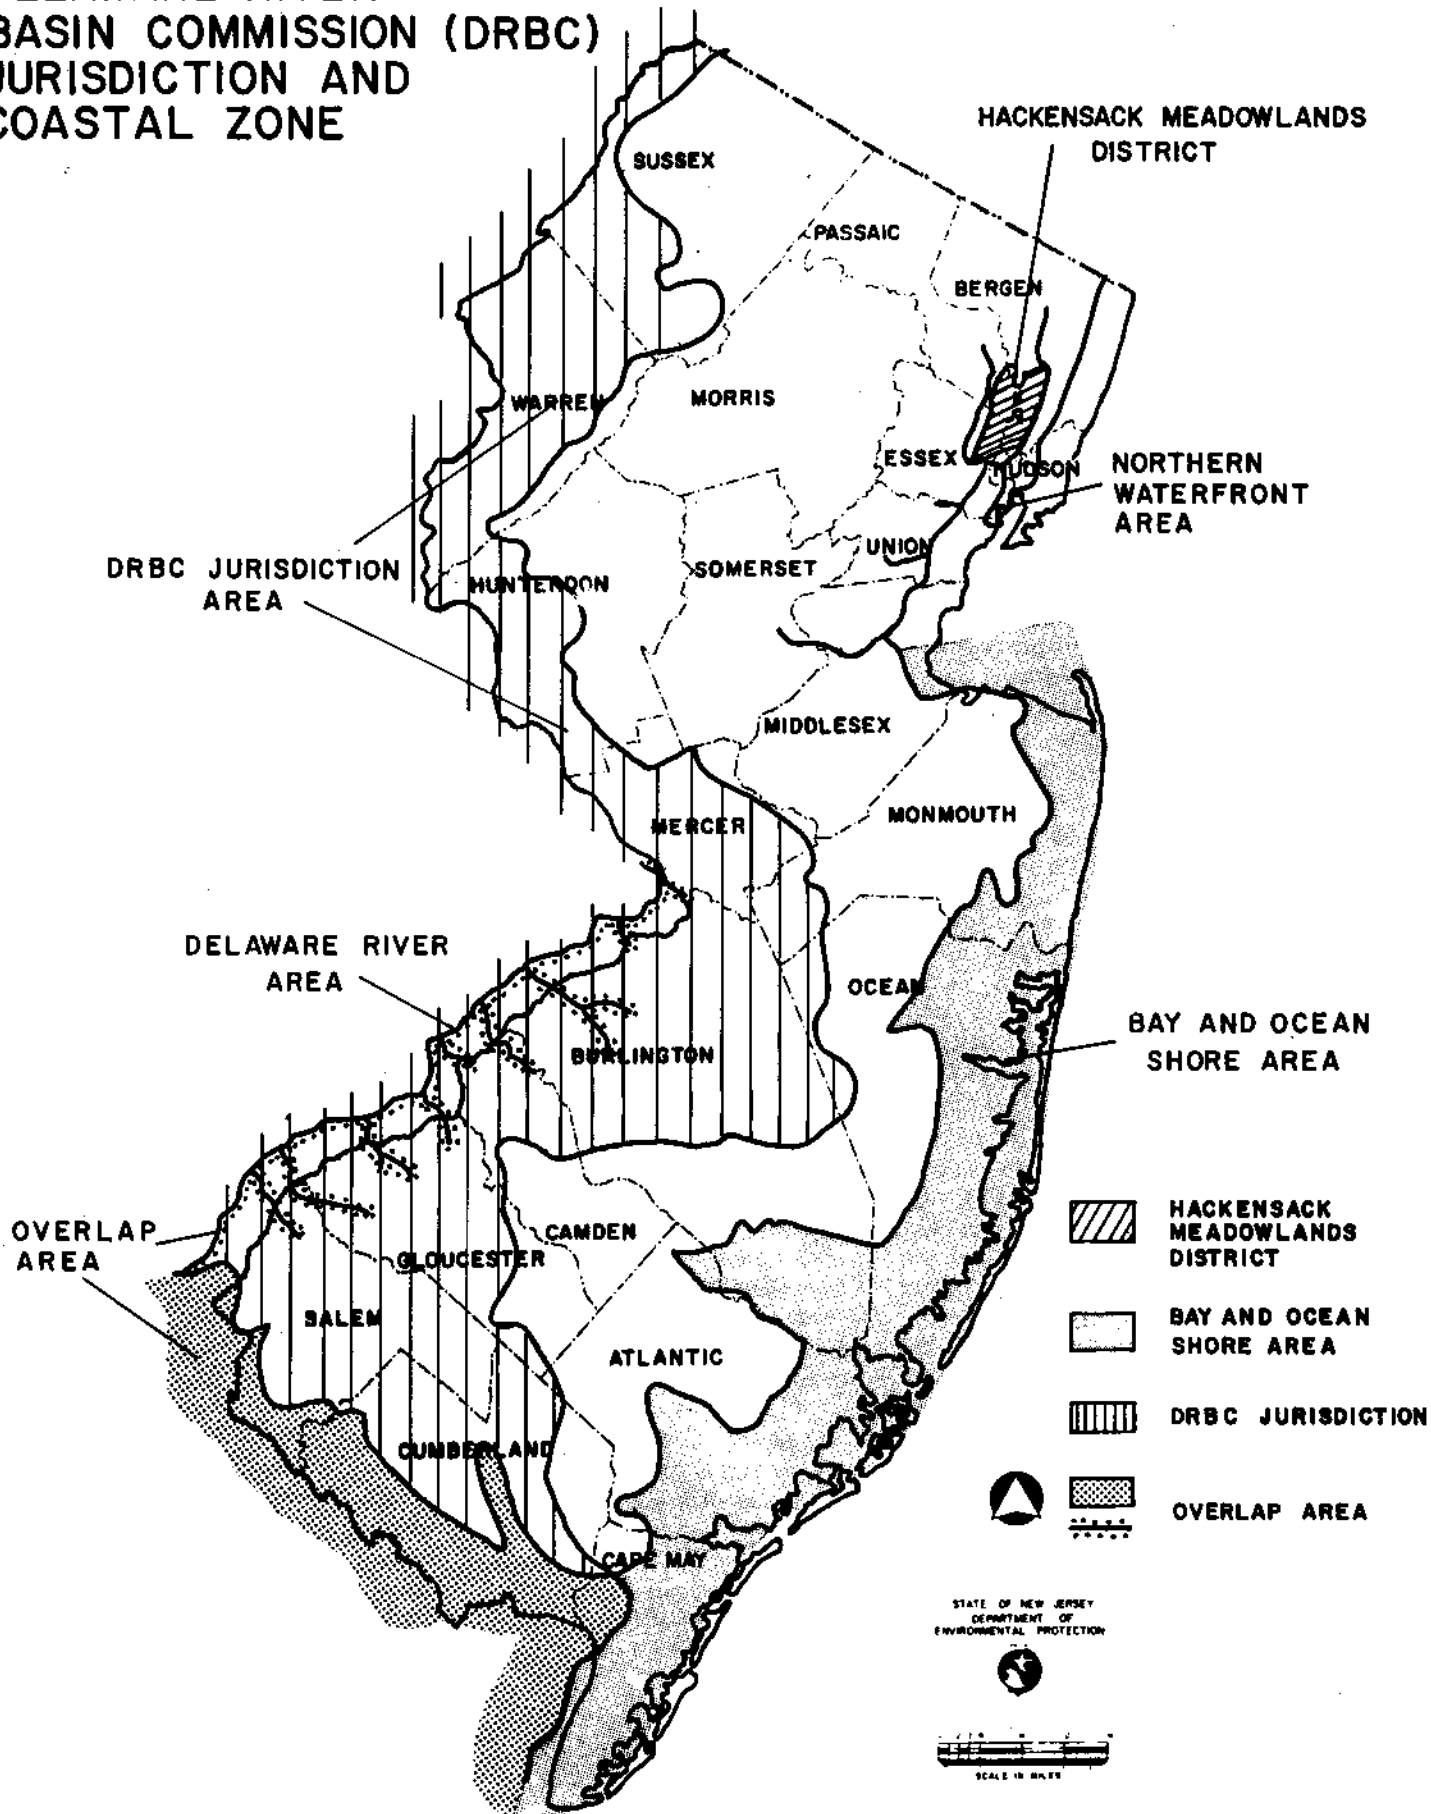 BASIN COMMISSION (DRBC)
JURISDICTION AND
COASTAL ZONE
HACKENSACK MEADOWLANDS
DISTRICT
SUSSEX
PASSAIC
BERGEN
WARREN
MORRIS
ESSEX
HUDSON
NORTHERN
WATERFRONT
AREA
UNION
DRBC JURISDICTION
AREA
HUNTERDON
SOMERSET
MIDDLESEX
MERCER
MONMOUTH
DELAWARE RIVER
AREA
OCEAN
BAY AND OCEAN
SHORE AREA
BURLINGTON
OVERLAP
AREA
CAMDEN
GLOUCESTER
SALEM
ATLANTIC
CUMBERLAND
CAPE MAY
HACKENSACK
MEADOWLANDS
DISTRICT
BAY AND OCEAN
SHORE AREA
DRBC JURISDICTION
OVERLAP AREA
STATE OF NEW JERSEY
DEPARTMENT OF
ENVIRONMENTAL PROTECTION
SCALE IN MILES